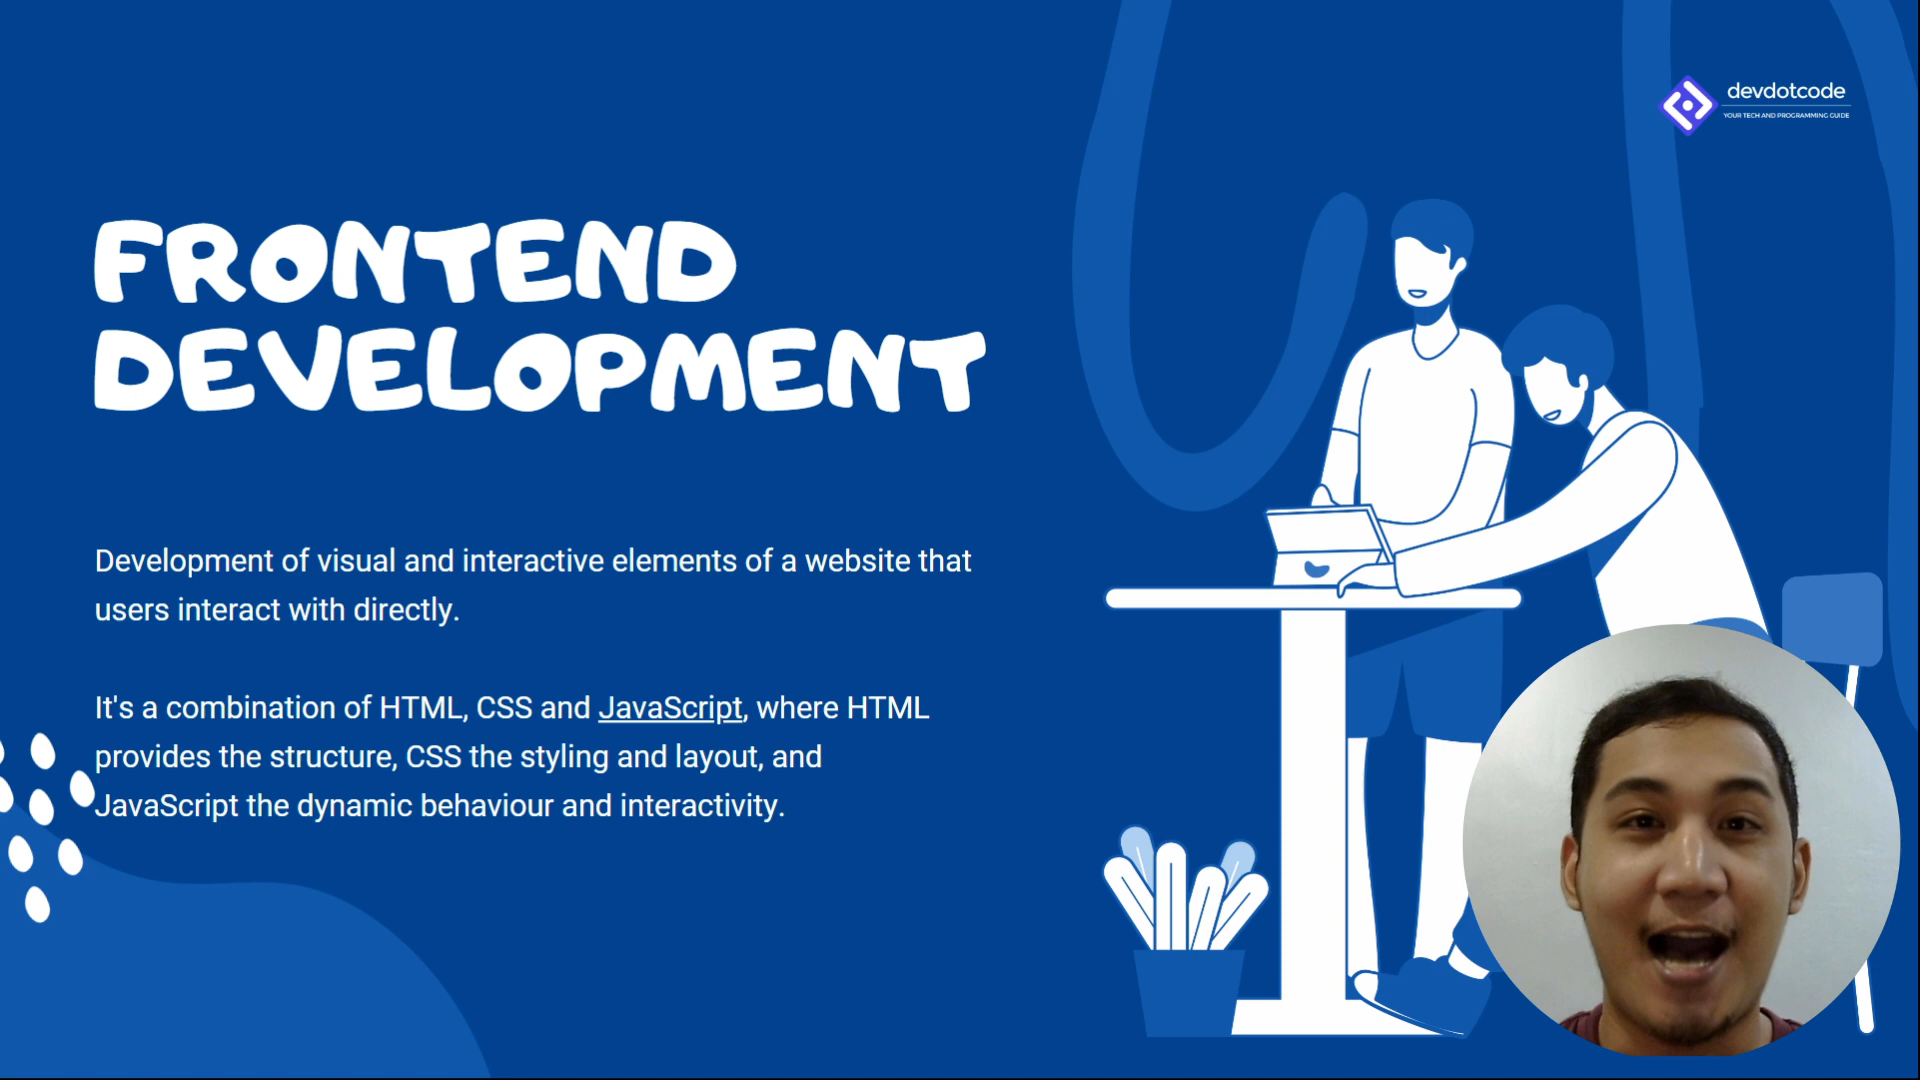 devdotcode
YOUR TECH AND PROGRAMMING GUIDE
FRONTEND
DEVELOPMENT
Development of visual and interactive elements of a website that
users interact with directly.
It's a combination of HTML, CSS and JavaScript, where HTML
provides the structure, CSS the styling and layout, and
JavaScript the dynamic behaviour and interactivity.